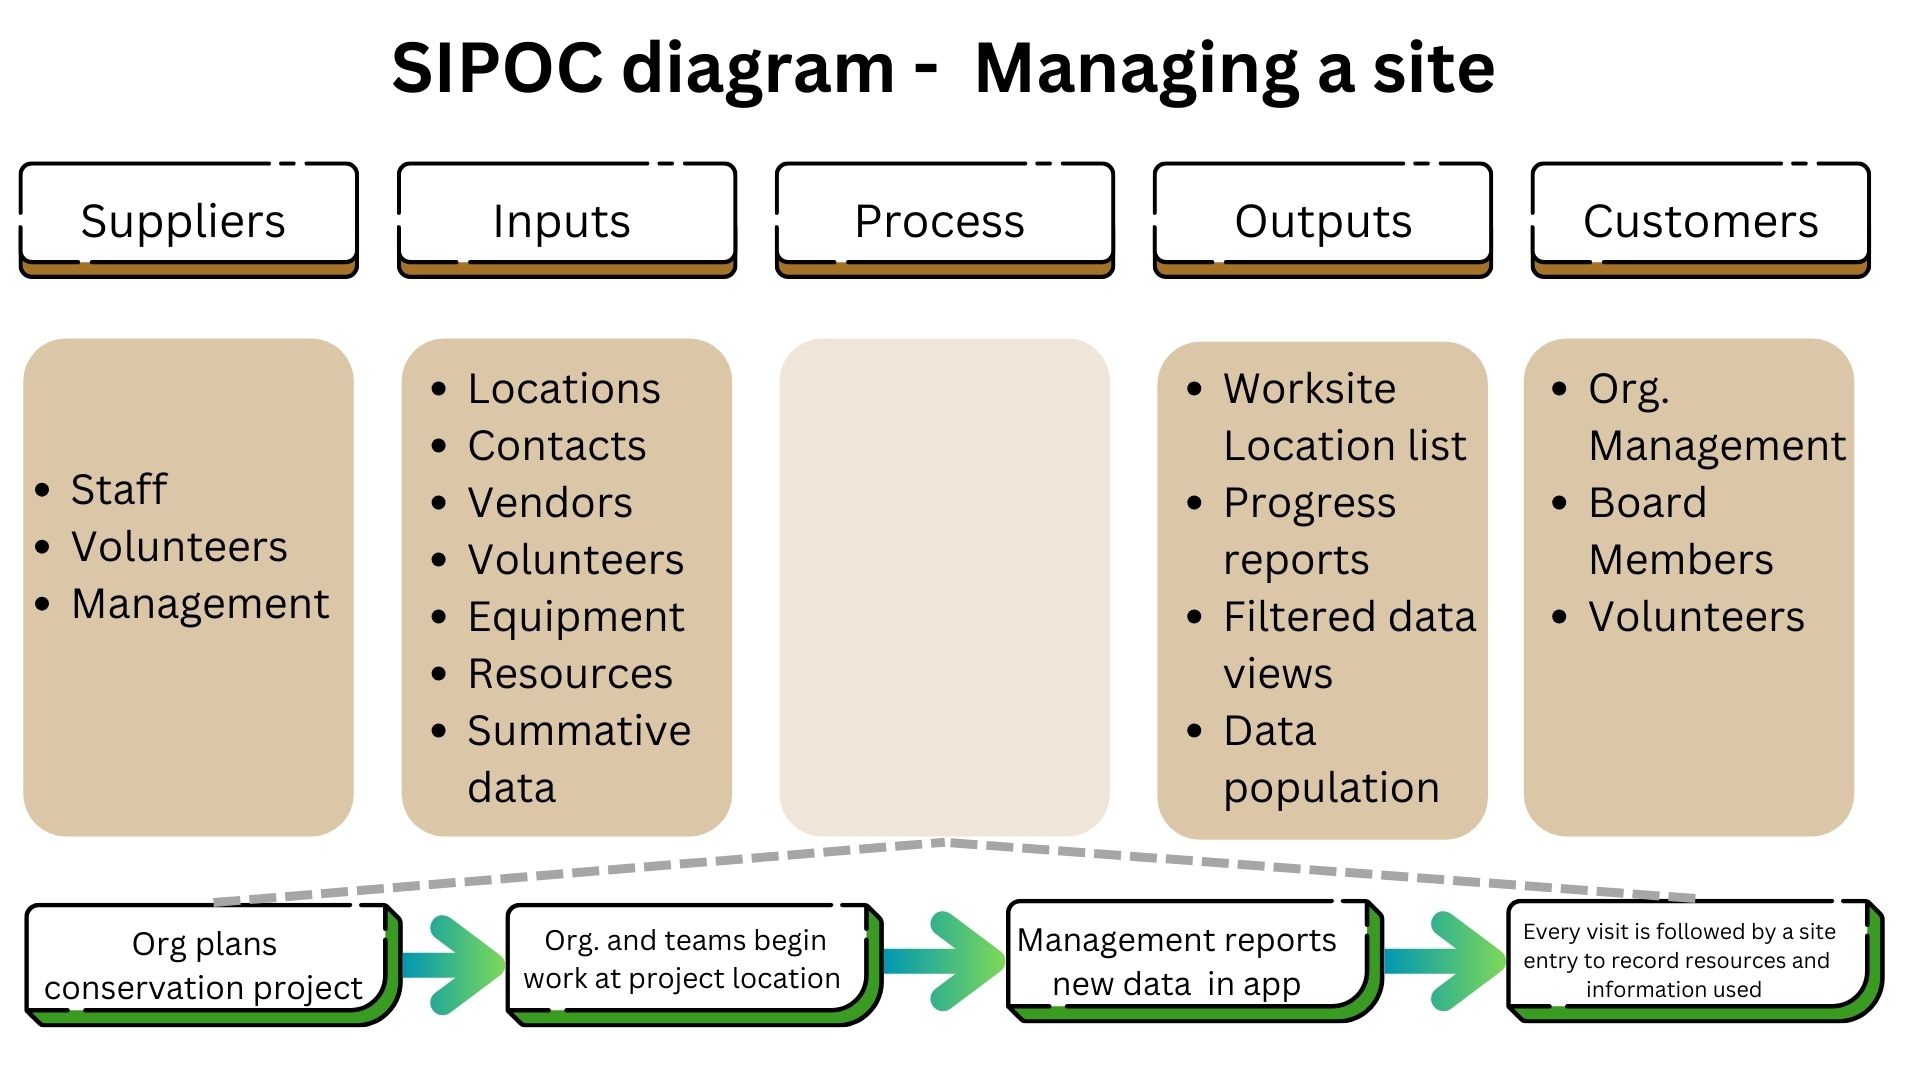 SIPOC diagram -  Managing a site
Suppliers
Inputs
Process
Outputs
Customers
• Staff
• Volunteers
• Management
• Locations
• Contacts
• Vendors
• Volunteers
• Equipment
• Resources
• Summative
data
• Worksite
Location list
• Progress
reports
• Filtered data
views
• Data
population
• Org.
Management
• Board
Members
• Volunteers
Org plans
conservation project
Org. and teams begin
work at project location
Management reports
new data  in app
Every visit is followed by a site
entry to record resources and
information used